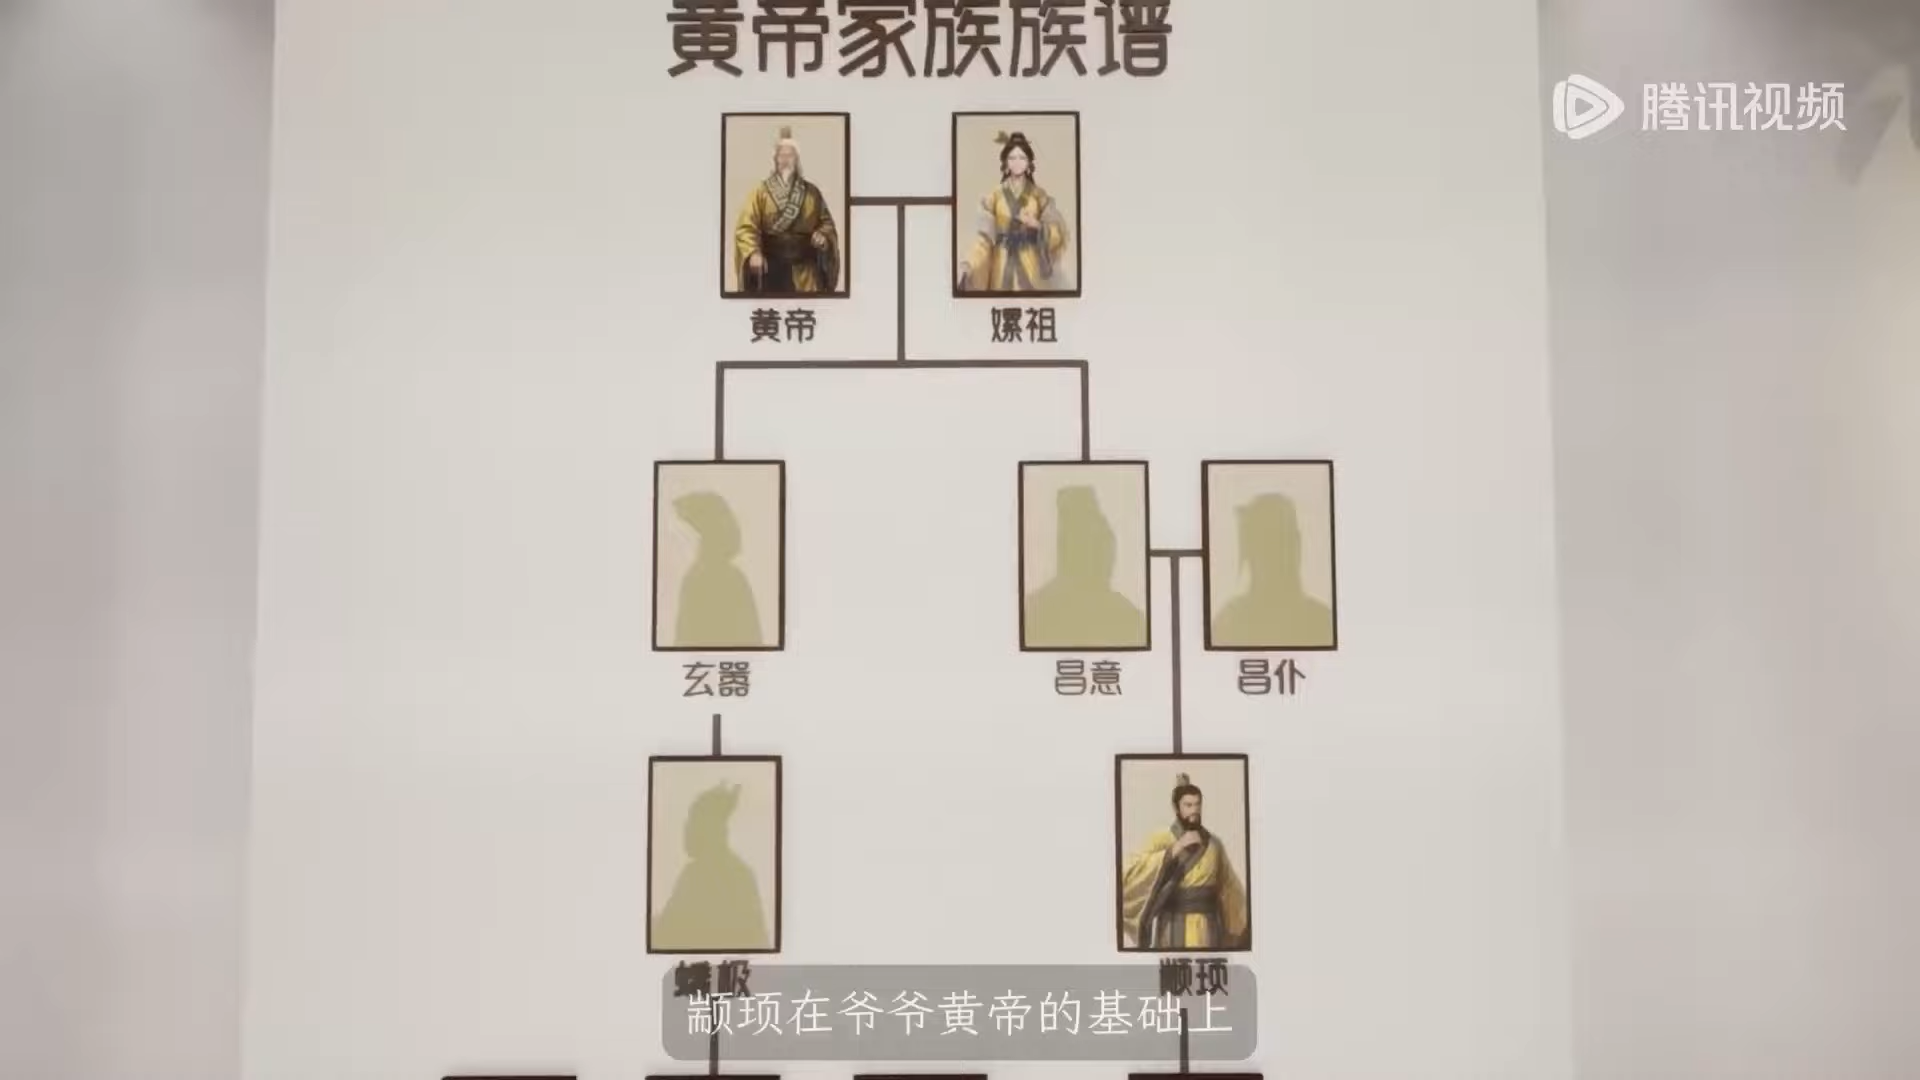 黄帝家族族谱
腾讯视频
黄帝
嫘祖
玄嚣
昌意
昌仆
蟜极
颛顼
颛顼在爷爷黄帝的基础上